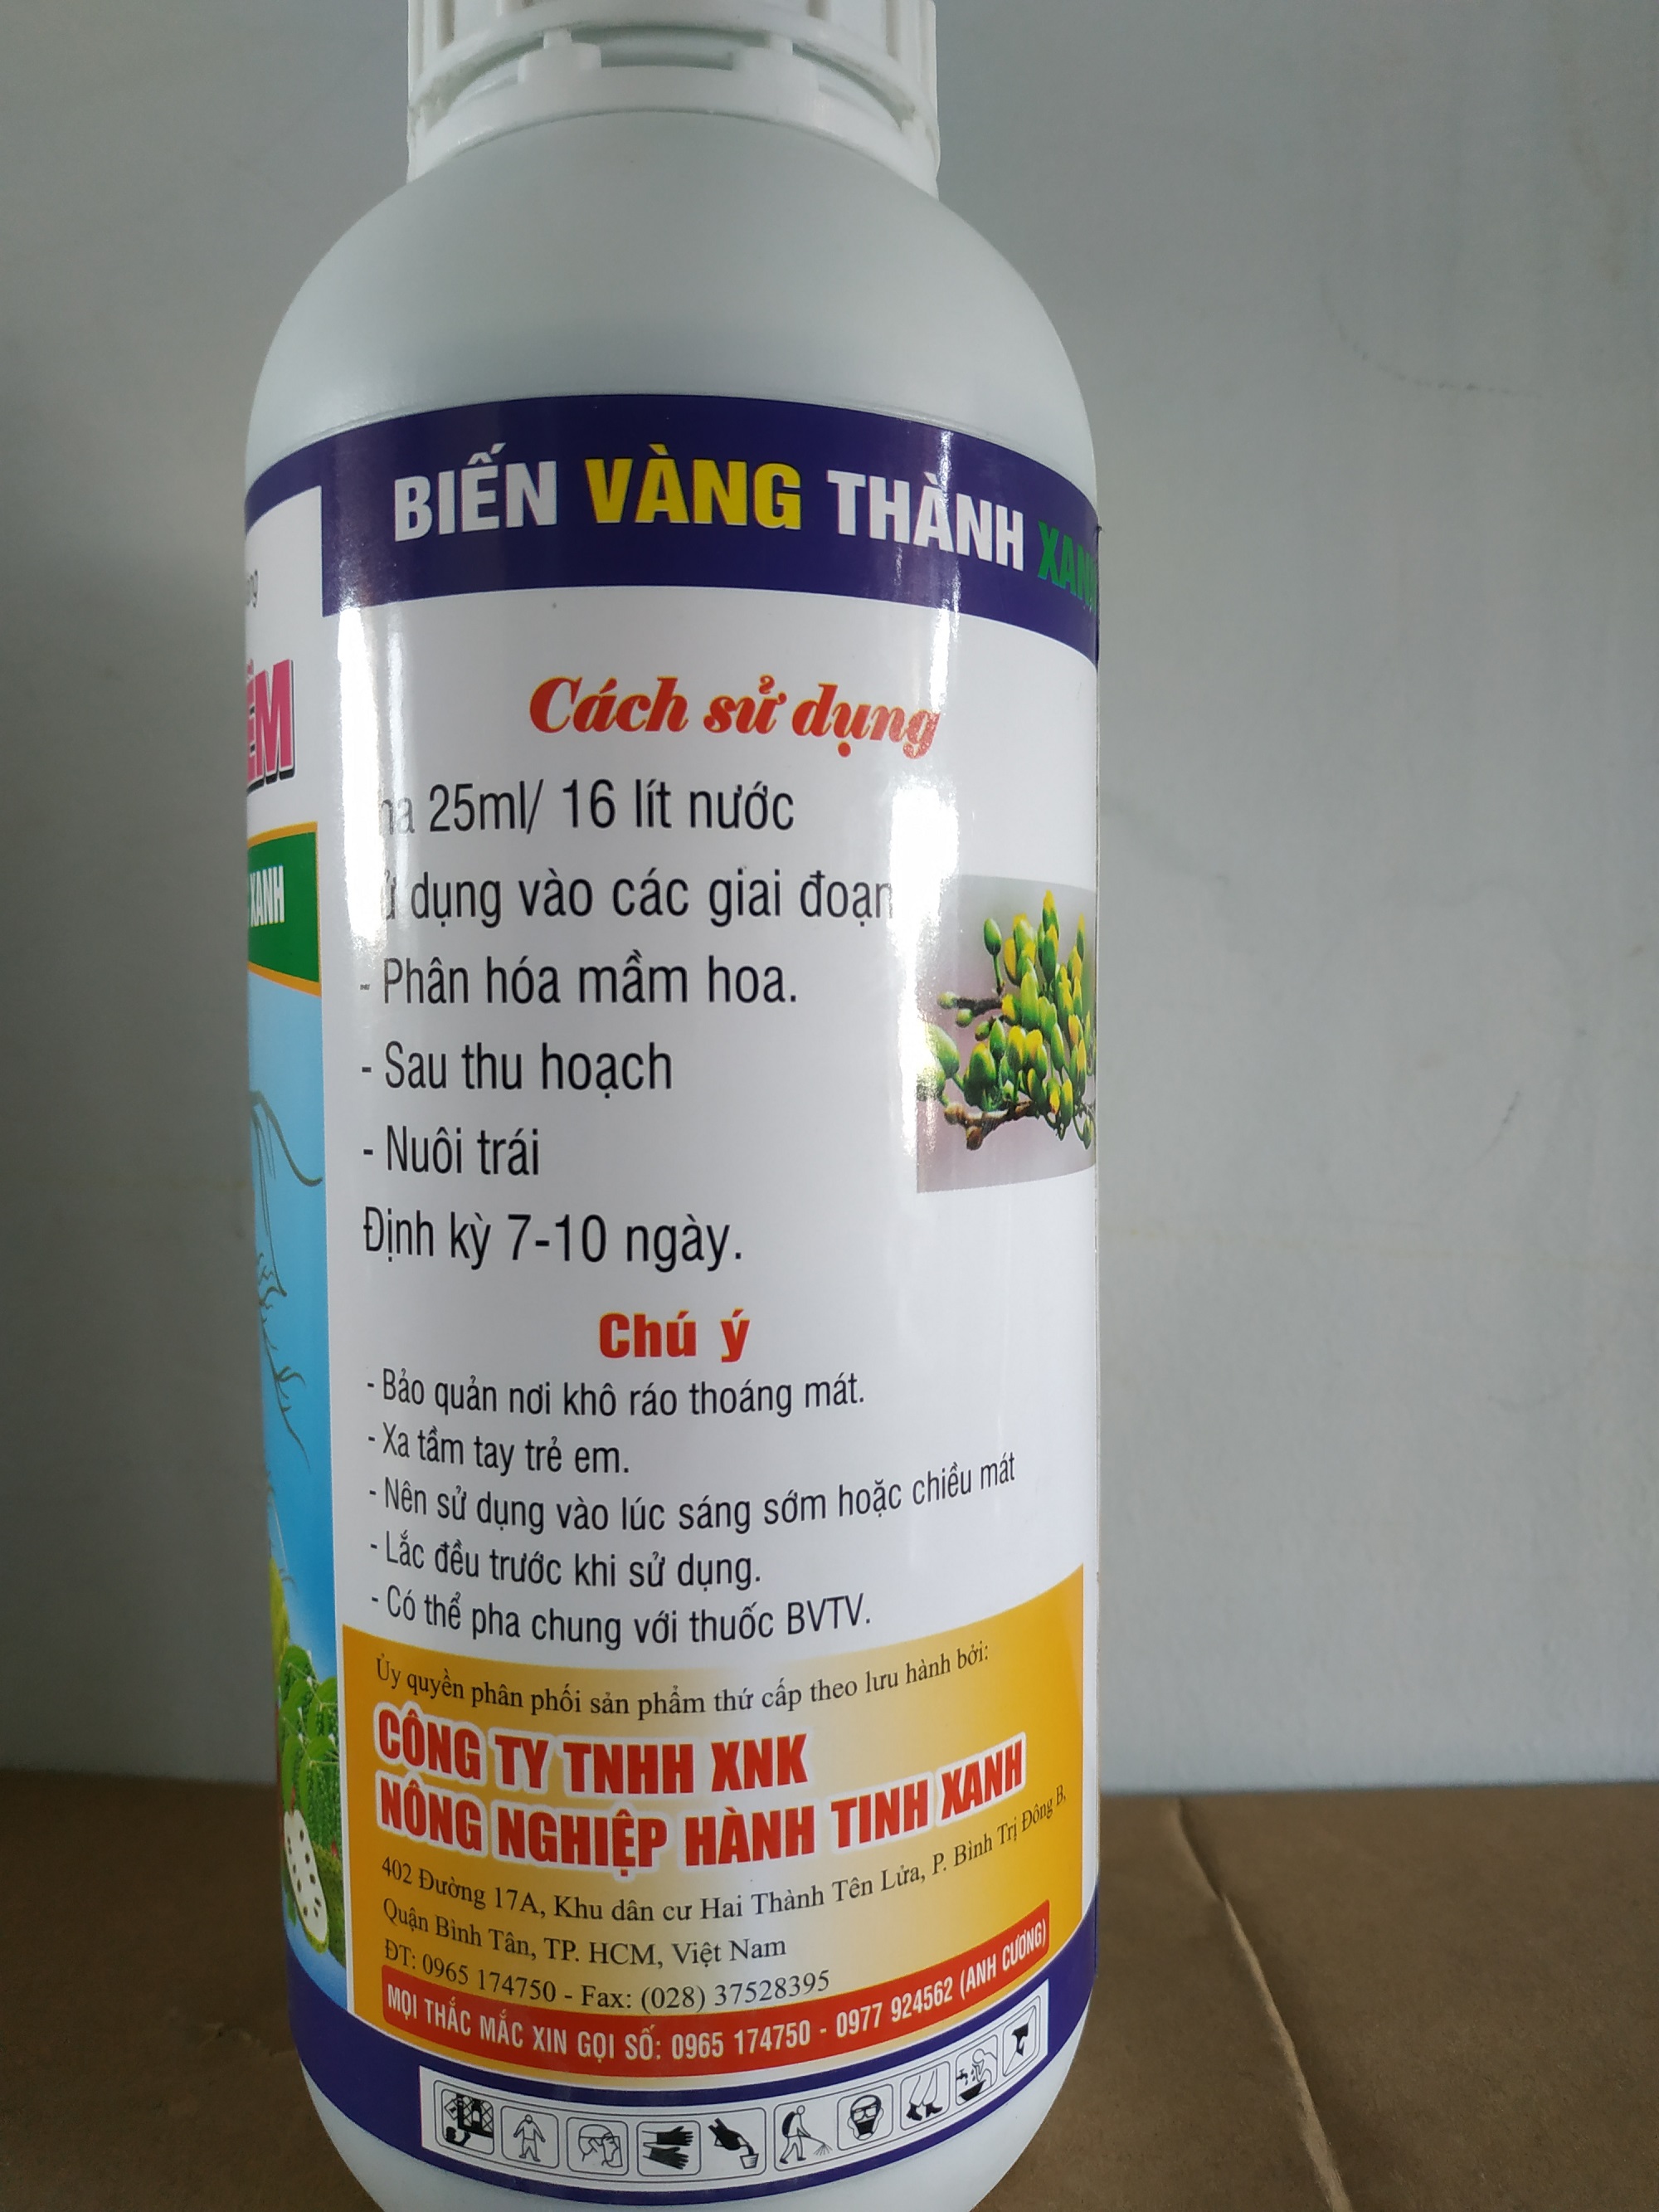 BIẾN VÀNG THÀNH XANH
XANH
Cách sử dụng
25ml/ 16 lít nước
dụng vào các giai đoạn
- Phân hóa mầm hoa.
- Sau thu hoạch
- Nuôi trái
Định kỳ 7-10 ngày.
Chú ý
- Bảo quản nơi khô ráo thoáng mát.
- Xa tầm tay trẻ em.
- Nên sử dụng vào lúc sáng sớm hoặc chiều mát
- Lắc đều trước khi sử dụng.
- Có thể pha chung với thuốc BVTV.
Ủy quyền phân phối sản phẩm thứ cấp theo lưu hành bởi:
CÔNG TY TNHH XNK
NÔNG NGHIỆP HÀNH TINH XANH
402 Đường 17A, Khu dân cư Hai Thành Tên Lửa, P. Bình Trị Đông B,
Quận Bình Tân, TP. HCM, Việt Nam
ĐT: 0965 174750 - Fax: (028) 37528395
MỌI THẮC MẮC XIN GỌI SỐ: 0965 174750 - 0977 924562 (ANH CƯƠNG)